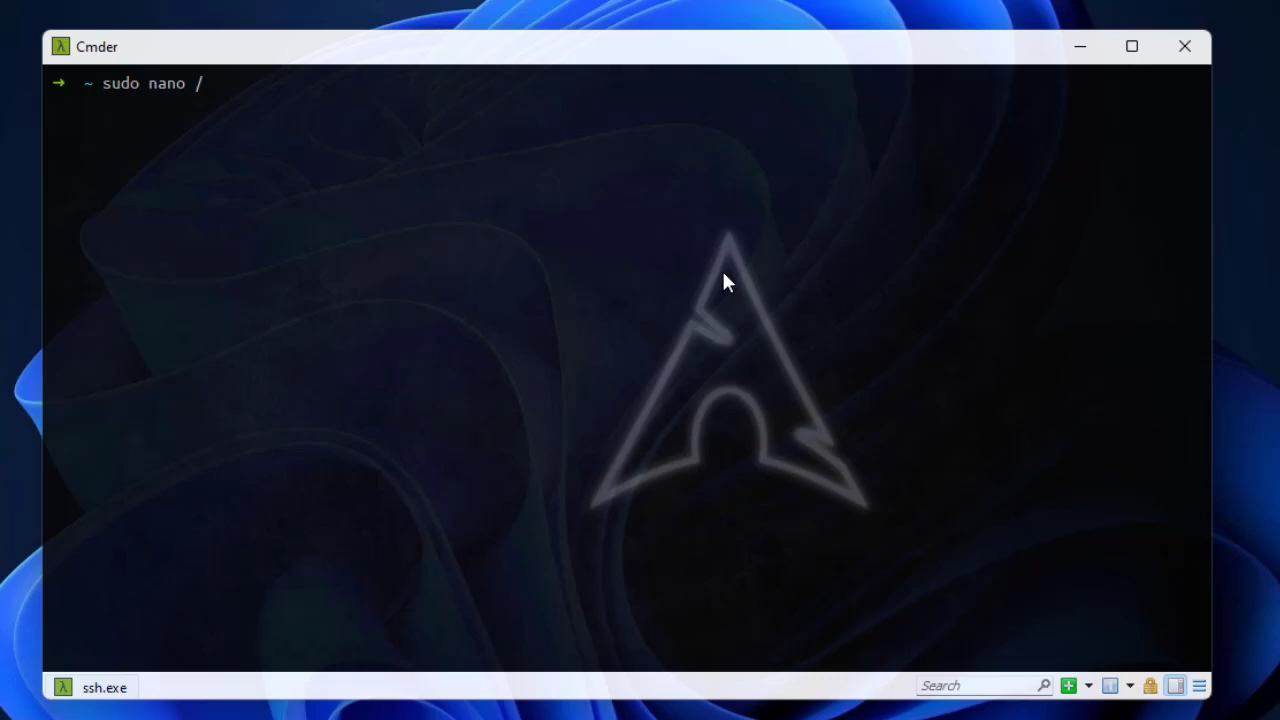 λ Cmder
➜ ~ sudo nano /
λ ssh.exe
Search